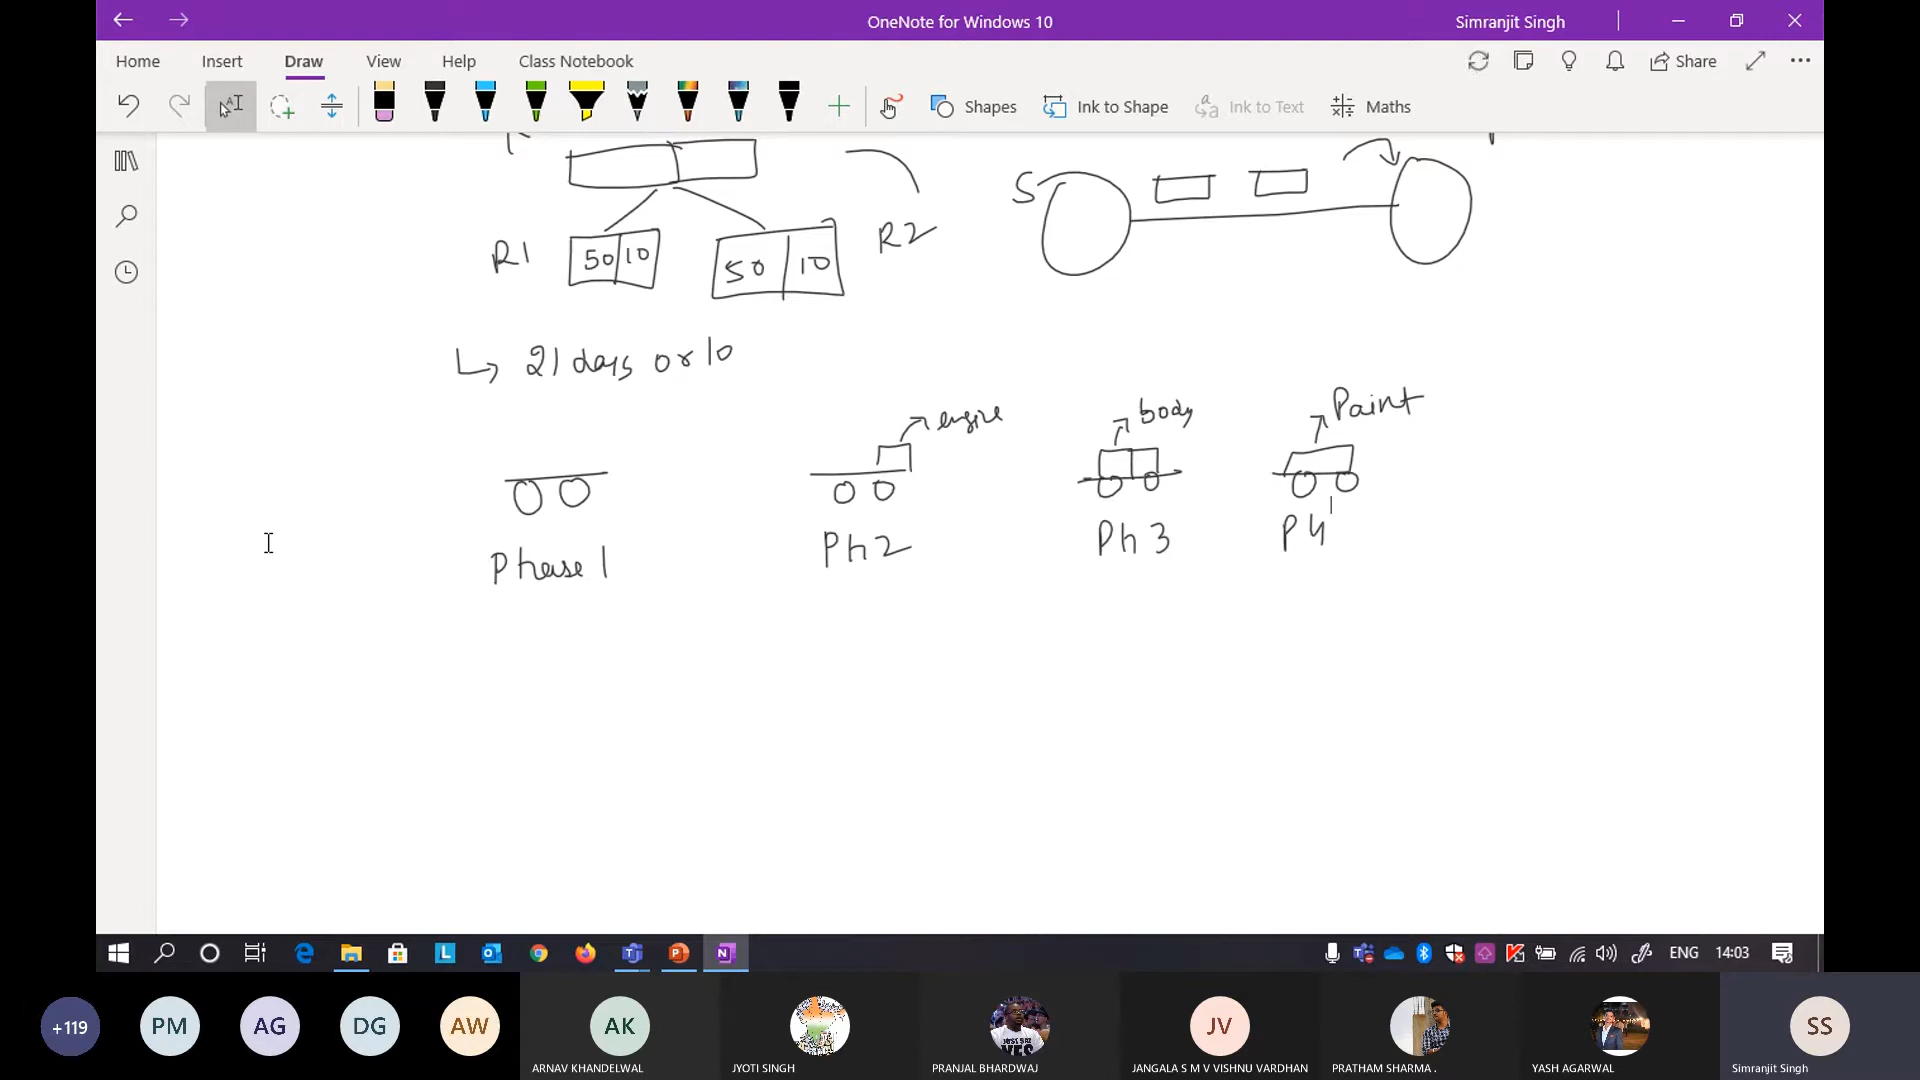 OneNote for Windows 10
Simranjit Singh
Home Insert Draw View Help Class Notebook
Share
Shapes Ink to Shape Ink to Text Maths
S
R1 50 10 50 10 R2
21 days or 10
engine body Paint
Phase 1 Ph2 Ph 3 P4
ENG 14:03
+119 PM AG DG AW AK JV SS
ARNAV KHANDELWAL JYOTI SINGH PRANJAL BHARDWAJ JANGALA S M V VISHNU VARDHAN PRATHAM SHARMA . YASH AGARWAL Simranjit Singh